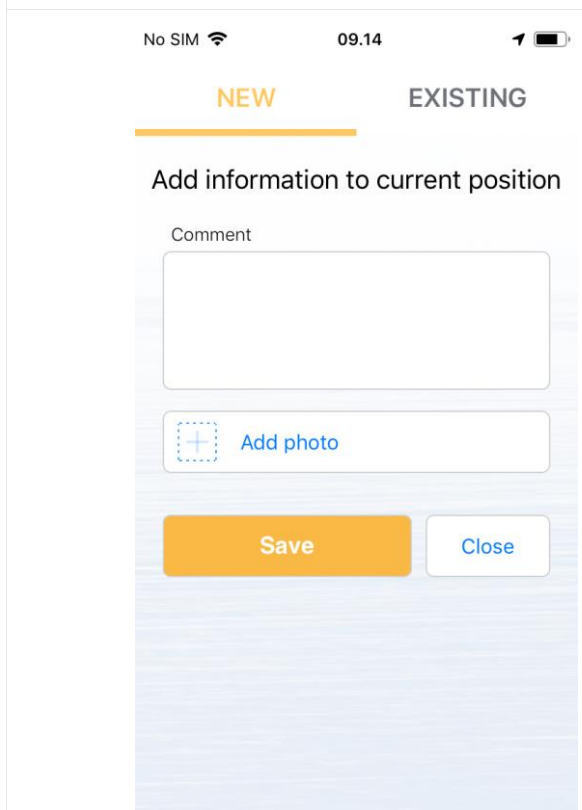 No SIM 09.14
NEW EXISTING
Add information to current position
Comment
Add photo
Save Close